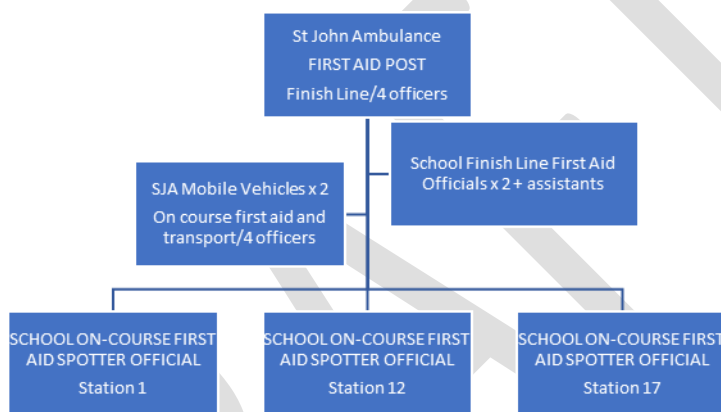 St John Ambulance
FIRST AID POST
Finish Line/4 officers
School Finish Line First Aid
Officials x 2 + assistants
SJA Mobile Vehicles x 2
On course first aid and
transport/4 officers
SCHOOL ON-COURSE FIRST
AID SPOTTER OFFICIAL
Station 1
SCHOOL ON-COURSE FIRST
AID SPOTTER OFFICIAL
Station 12
SCHOOL ON-COURSE FIRST
AID SPOTTER OFFICIAL
Station 17